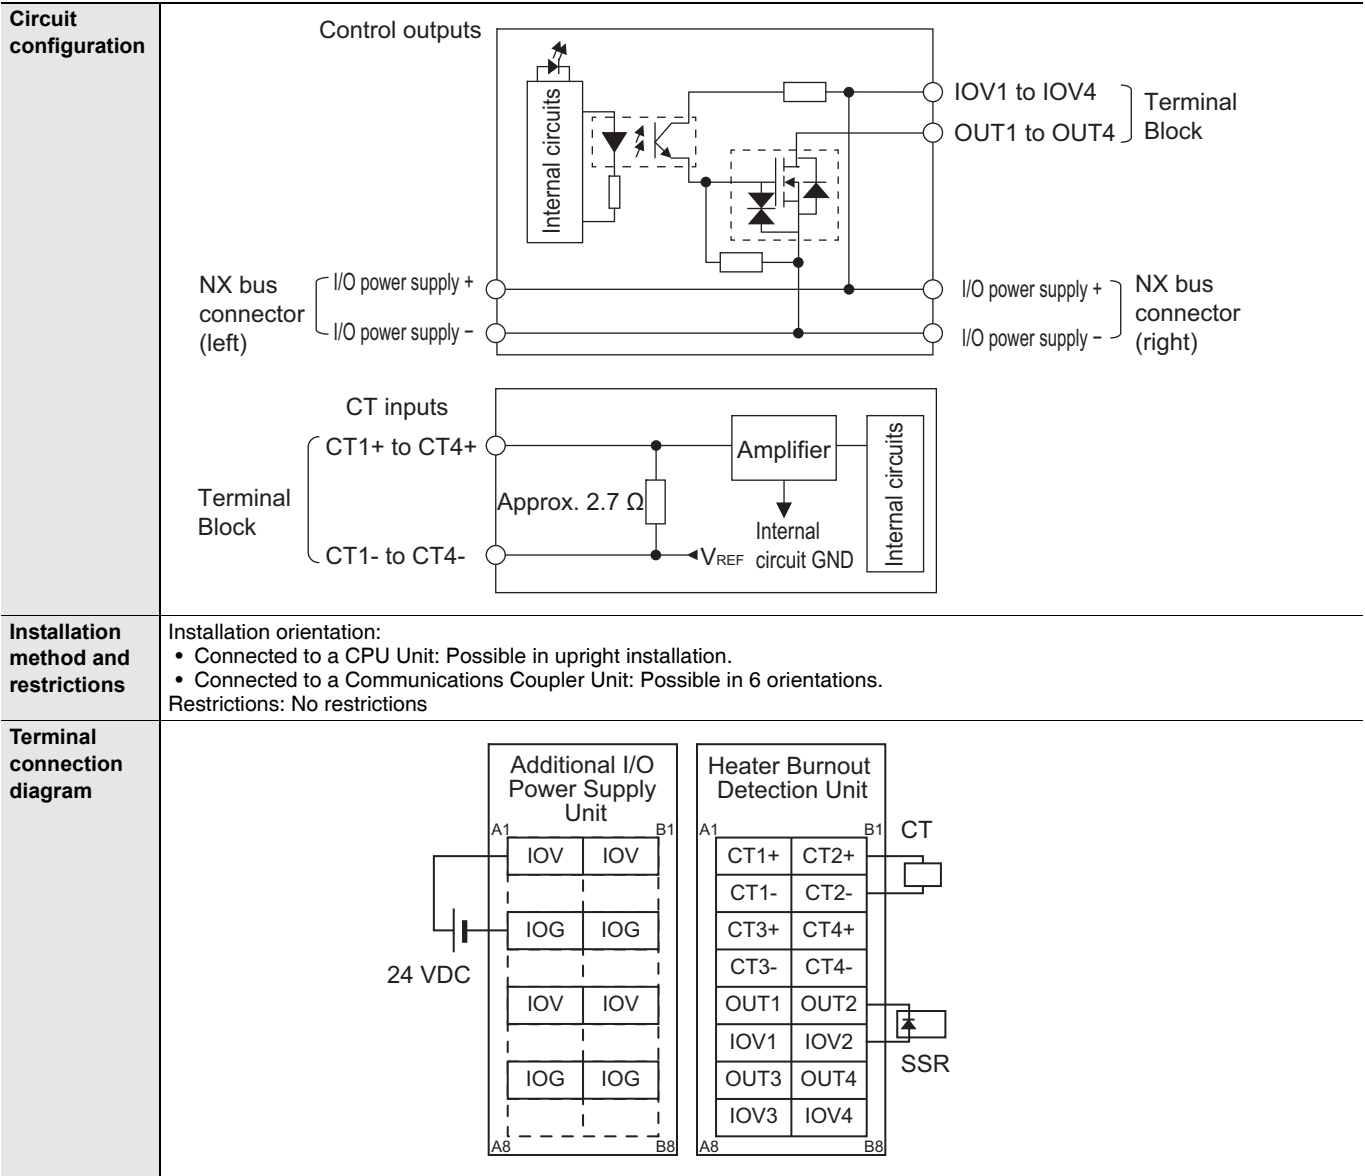 Circuit
configuration
Control outputs
Internal circuits
IOV1 to IOV4
OUT1 to OUT4
Terminal
Block
NX bus
connector
(left)
I/O power supply +
I/O power supply −
I/O power supply +
I/O power supply −
NX bus
connector
(right)
CT inputs
CT1+ to CT4+
Terminal
Block
Approx. 2.7 Ω
CT1- to CT4-
Amplifier
Internal
circuit GND
VREF
Internal circuits
Installation
method and
restrictions
Installation orientation:
• Connected to a CPU Unit: Possible in upright installation.
• Connected to a Communications Coupler Unit: Possible in 6 orientations.
Restrictions: No restrictions
Terminal
connection
diagram
Additional I/O
Power Supply
Unit
A1 B1
IOV IOV
IOG IOG
IOV IOV
IOG IOG
A8 B8
24 VDC
Heater Burnout
Detection Unit
A1 B1
CT1+ CT2+
CT1- CT2-
CT3+ CT4+
CT3- CT4-
OUT1 OUT2
IOV1 IOV2
OUT3 OUT4
IOV3 IOV4
A8 B8
CT
SSR